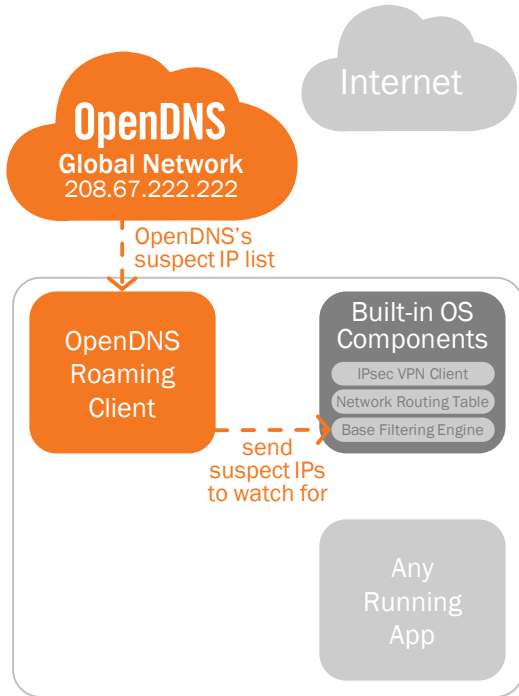 Internet
OpenDNS
Global Network
208.67.222.222
OpenDNS's
suspect IP list
OpenDNS
Roaming
Client
Built-in OS
Components
IPsec VPN Client
Network Routing Table
Base Filtering Engine
send
suspect IPs
to watch for
Any
Running
App